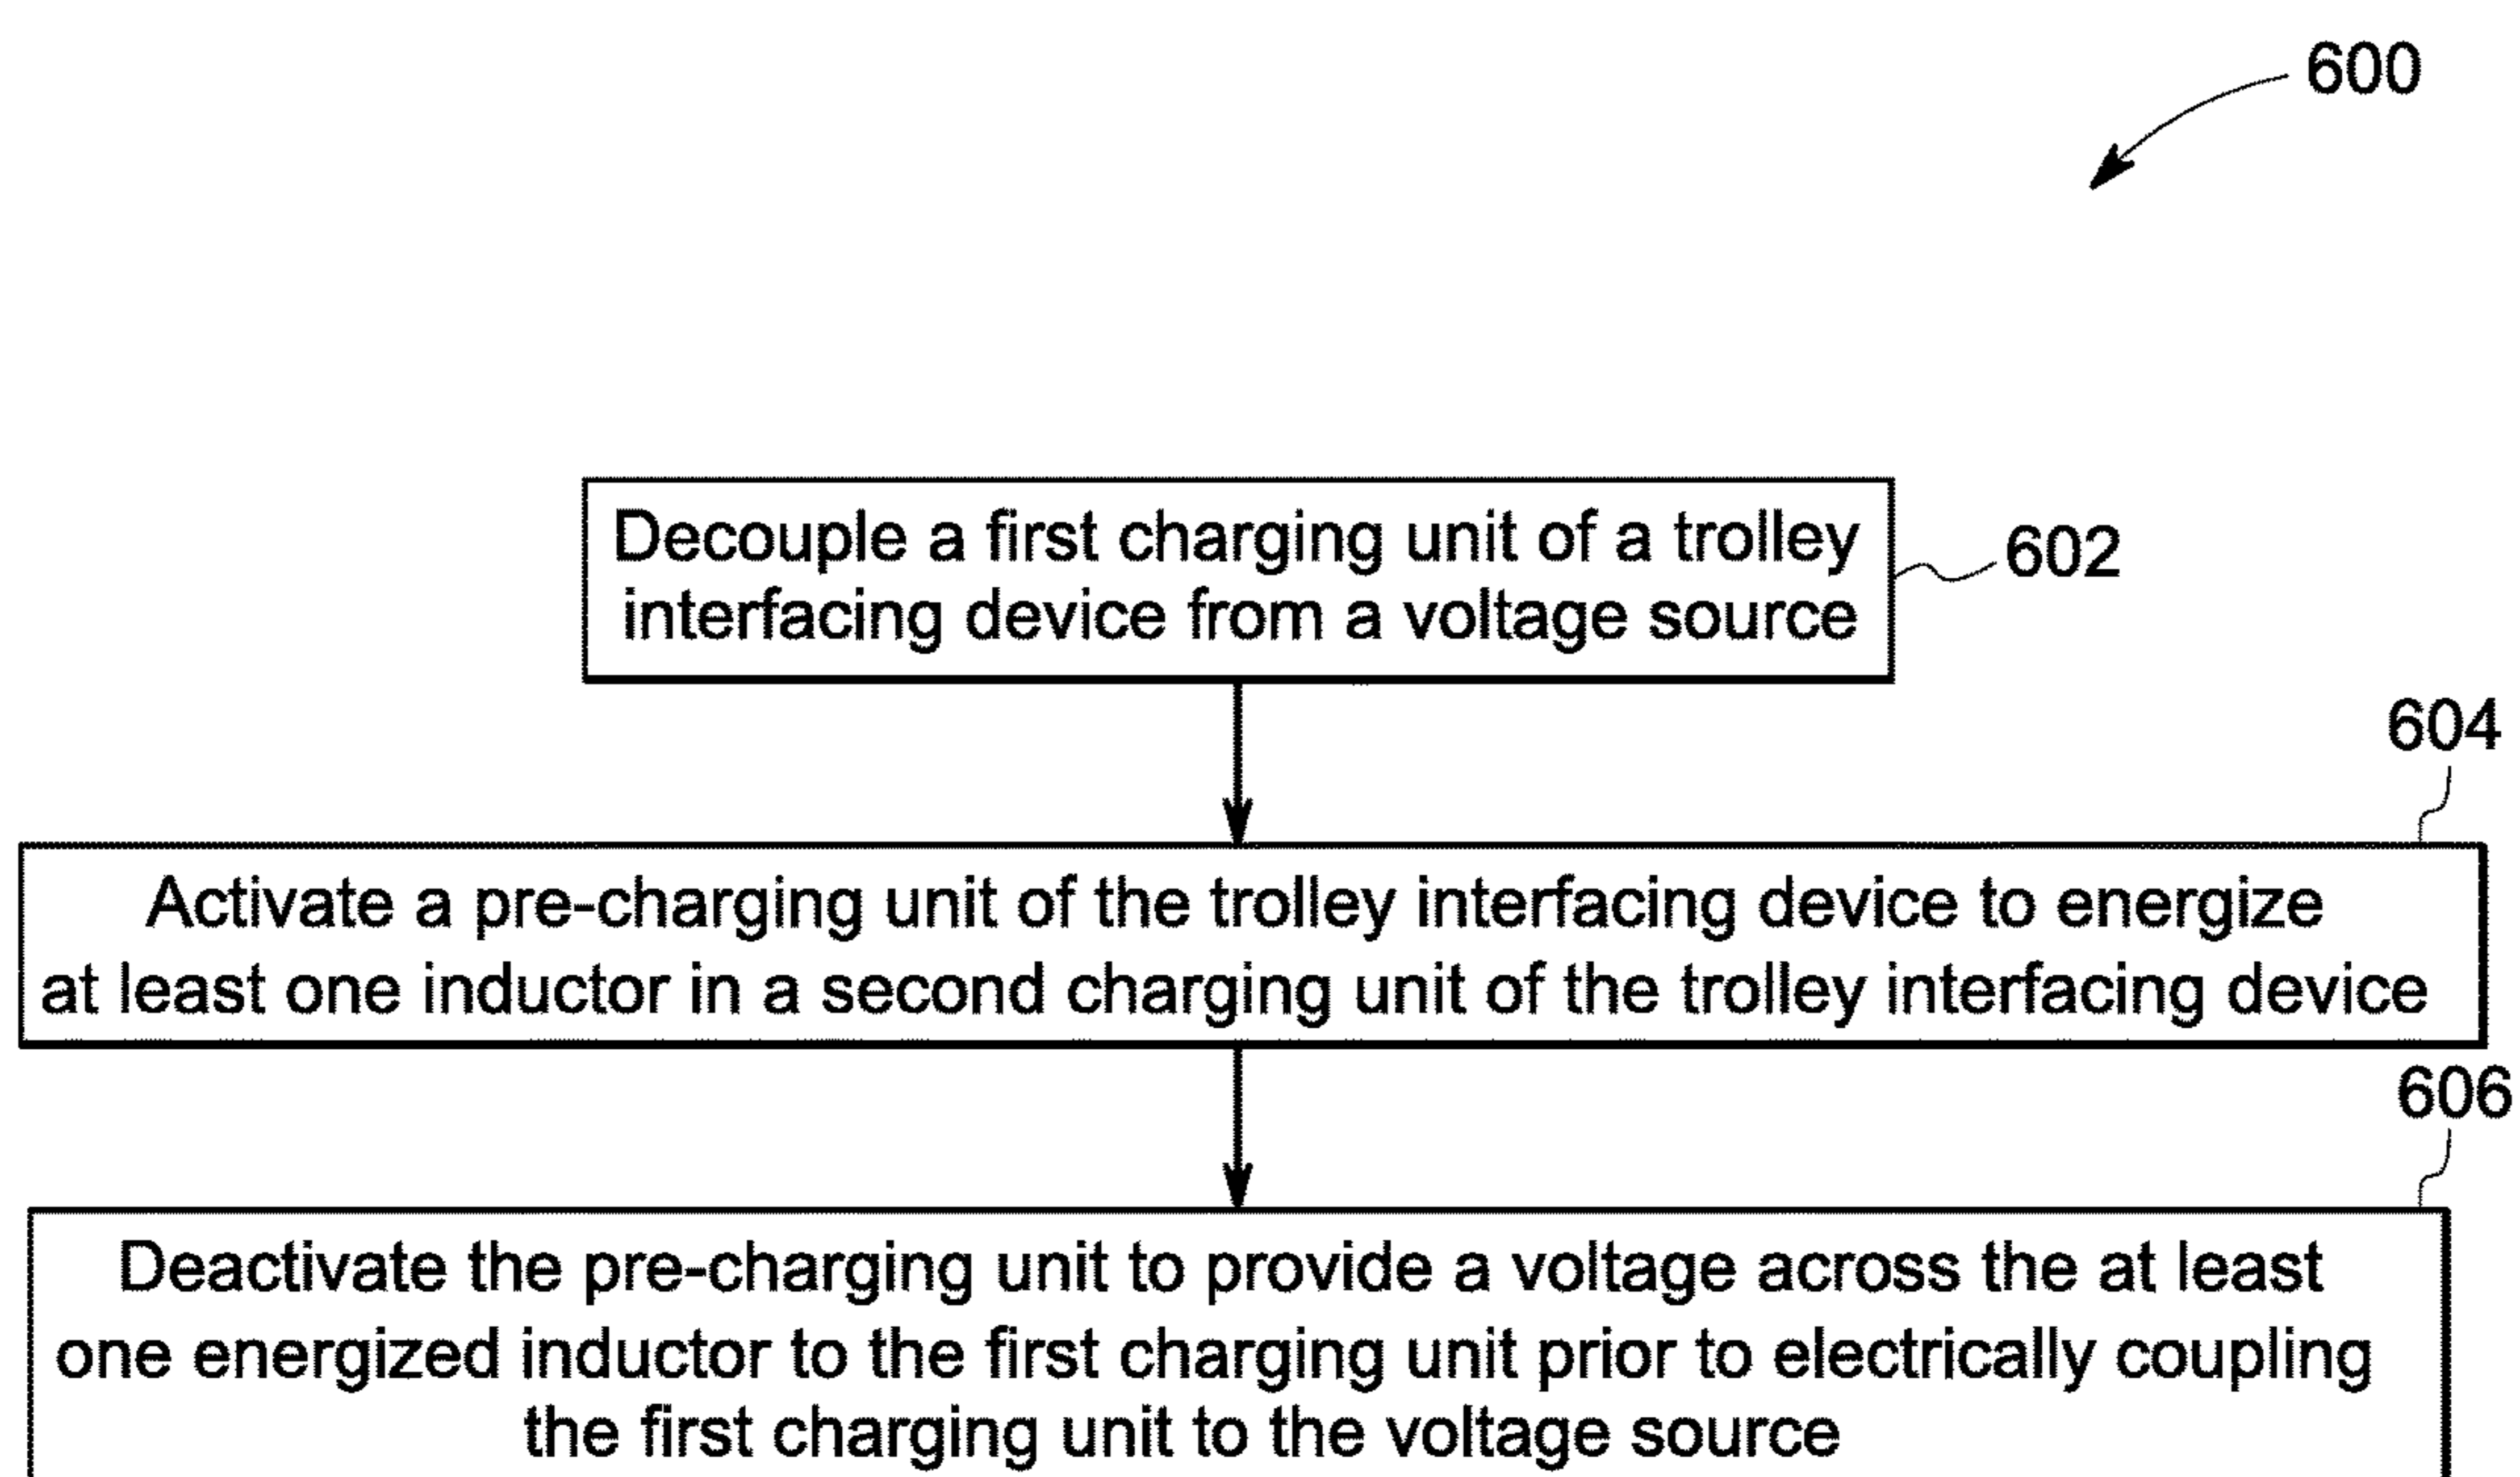 600
Decouple a first charging unit of a trolley
interfacing device from a voltage source
602
604
Activate a pre-charging unit of the trolley interfacing device to energize
at least one inductor in a second charging unit of the trolley interfacing device
606
Deactivate the pre-charging unit to provide a voltage across the at least
one energized inductor to the first charging unit prior to electrically coupling
the first charging unit to the voltage source